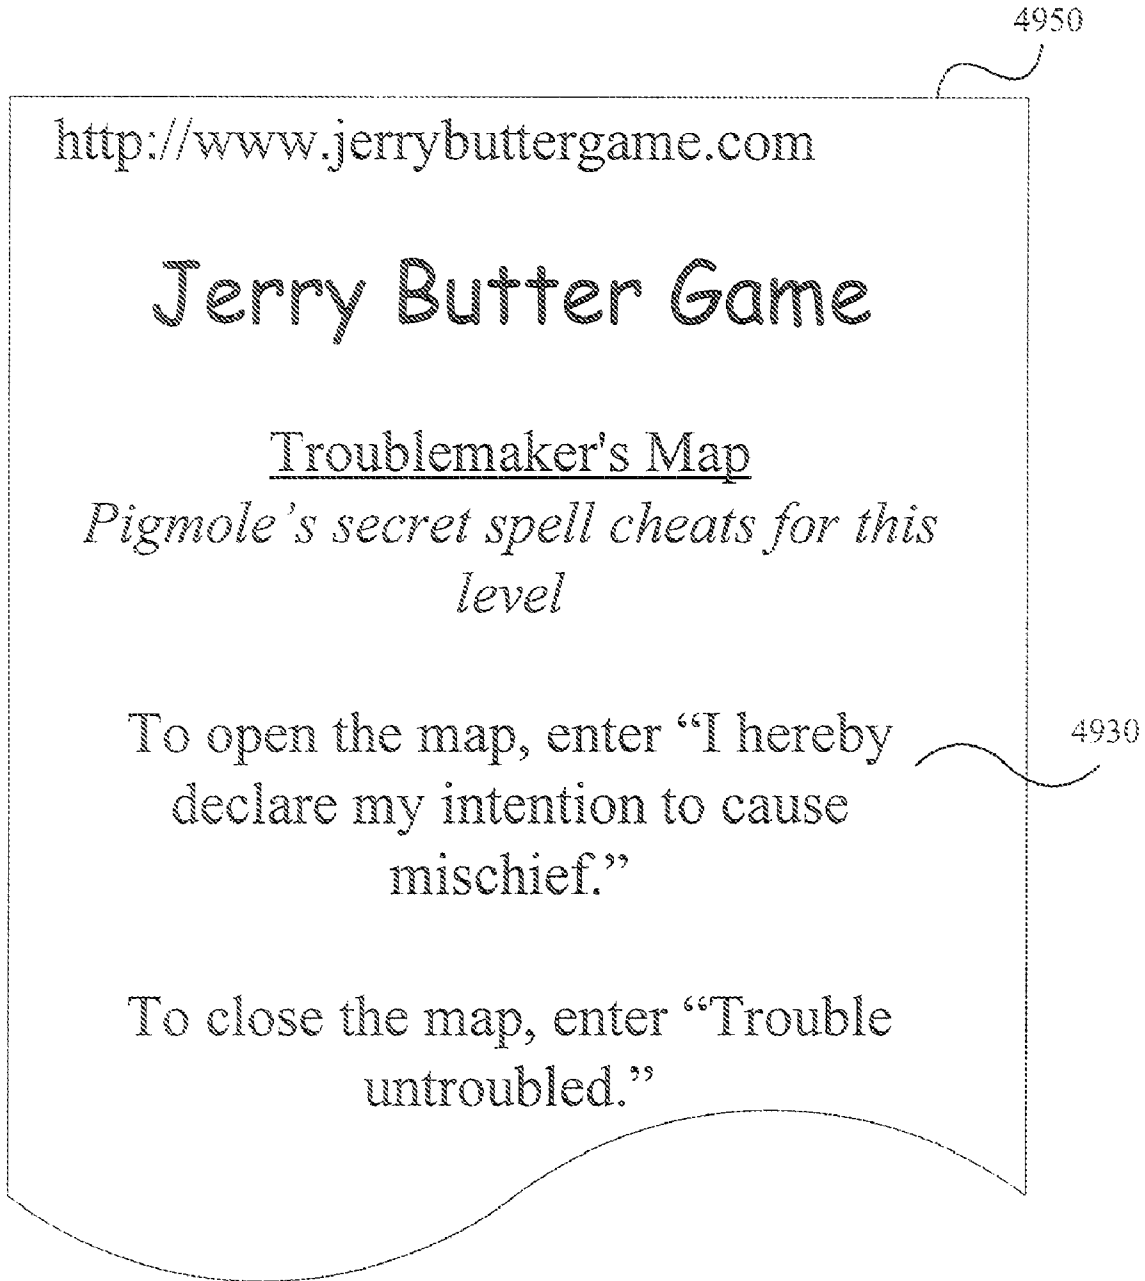 4950
http://www.jerrybuttergame.com
Jerry Butter Game
Troublemaker's Map
Pigmole’s secret spell cheats for this
level
To open the map, enter “I hereby
4930
declare my intention to cause
mischief.”
To close the map, enter “Trouble
untroubled.”